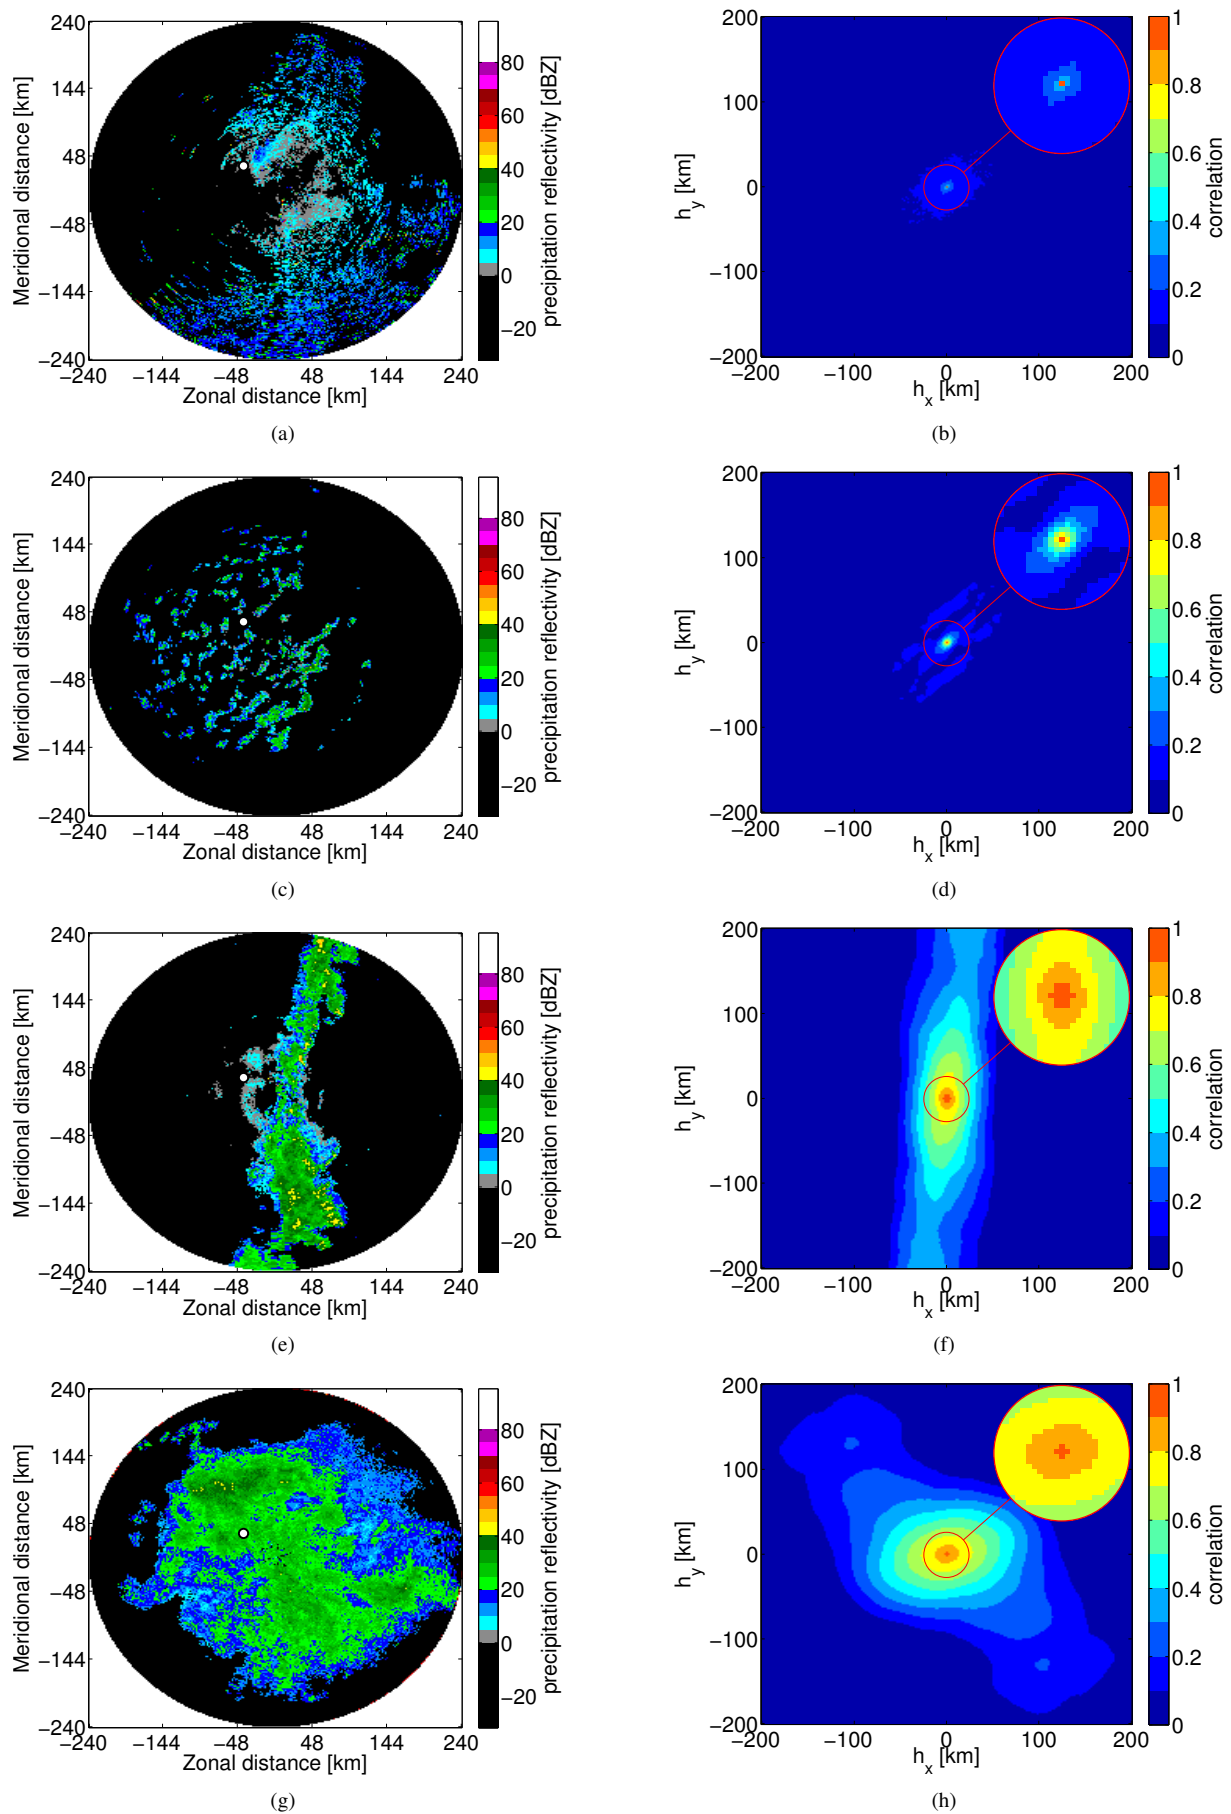 240
144
48
−48
−144
−240
Meridional distance [km]
−240 −144 −48 48 144 240
Zonal distance [km]
80
60
40
20
0
−20
precipitation reflectivity [dBZ]
(a)
200
100
0
−100
−200
h_y [km]
−200 −100 0 100 200
h_x [km]
1
0.8
0.6
0.4
0.2
0
correlation
(b)
240
144
48
−48
−144
−240
Meridional distance [km]
−240 −144 −48 48 144 240
Zonal distance [km]
80
60
40
20
0
−20
precipitation reflectivity [dBZ]
(c)
200
100
0
−100
−200
h_y [km]
−200 −100 0 100 200
h_x [km]
1
0.8
0.6
0.4
0.2
0
correlation
(d)
240
144
48
−48
−144
−240
Meridional distance [km]
−240 −144 −48 48 144 240
Zonal distance [km]
80
60
40
20
0
−20
precipitation reflectivity [dBZ]
(e)
200
100
0
−100
−200
h_y [km]
−200 −100 0 100 200
h_x [km]
1
0.8
0.6
0.4
0.2
0
correlation
(f)
240
144
48
−48
−144
−240
Meridional distance [km]
−240 −144 −48 48 144 240
Zonal distance [km]
80
60
40
20
0
−20
precipitation reflectivity [dBZ]
(g)
200
100
0
−100
−200
h_y [km]
−200 −100 0 100 200
h_x [km]
1
0.8
0.6
0.4
0.2
0
correlation
(h)